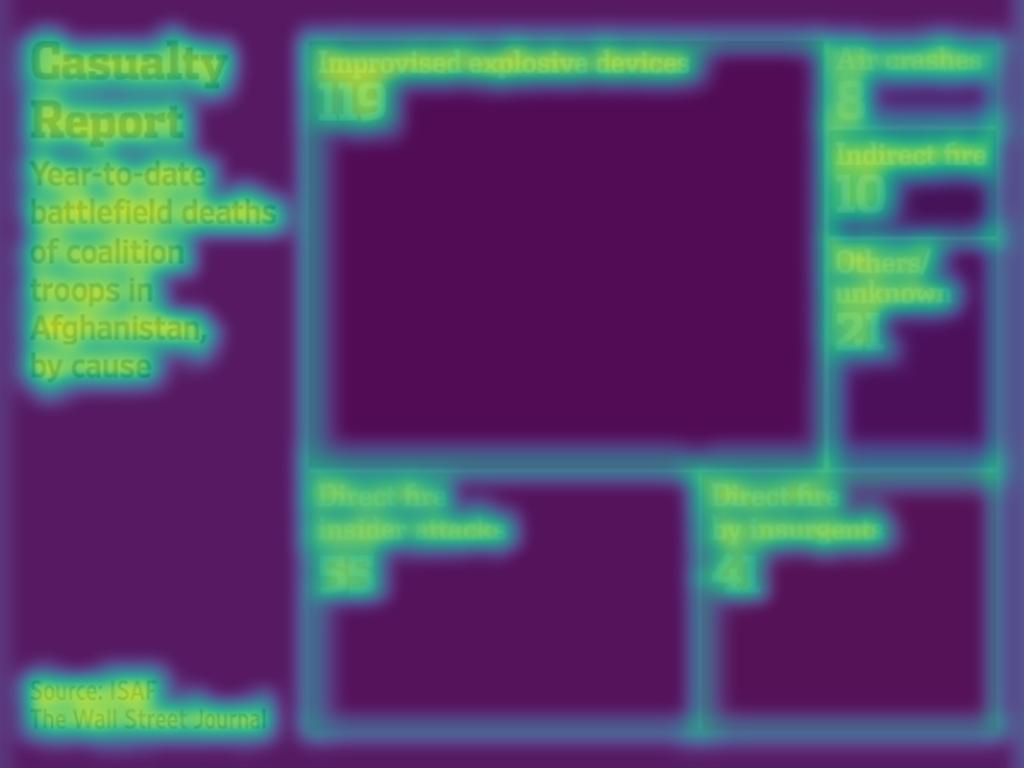 Casualty
Report
Year-to-date
battlefield deaths
of coalition
troops in
Afghanistan,
by cause
Source: ISAF
The Wall Street Journal
Improvised explosive devices
119
Air crashes
8
Indirect fire
10
Others/
unknown
21
Direct fire
insider attacks
55
Direct fire
by insurgents
41